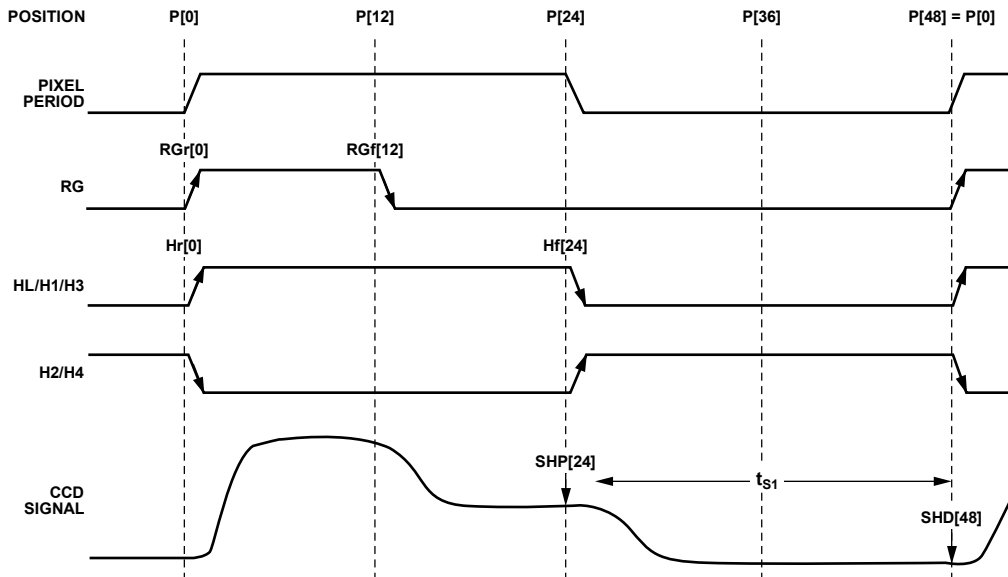 POSITION P[0] P[12] P[24] P[36] P[48] = P[0]
PIXEL
PERIOD
RGr[0] RGf[12]
RG
Hr[0] Hf[24]
HL/H1/H3
H2/H4
SHP[24]
tS1
CCD
SIGNAL
SHD[48]